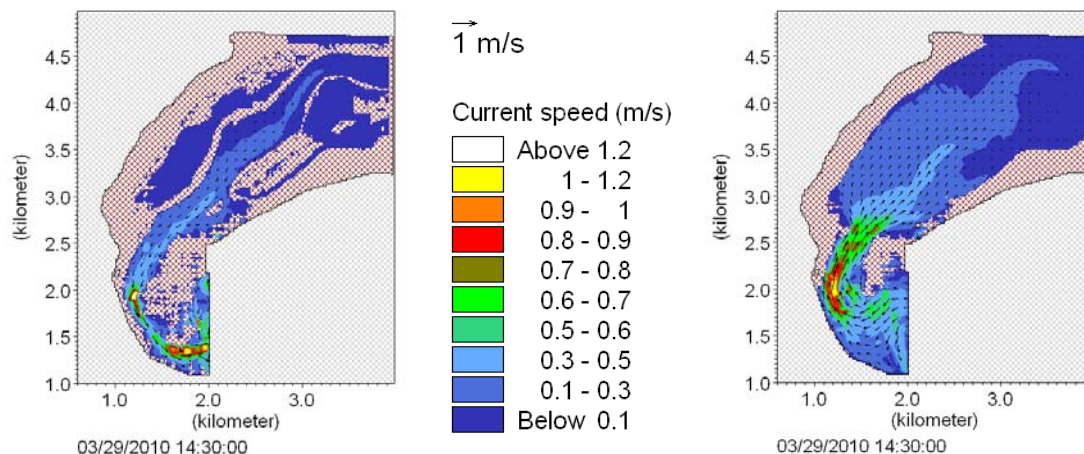 4.5
4.0
3.5
3.0
2.5
2.0
1.5
1.0
(kilometer)
1.0 2.0 3.0
(kilometer)
03/29/2010 14:30:00
1 m/s
Current speed (m/s)
Above 1.2
1 - 1.2
0.9 - 1
0.8 - 0.9
0.7 - 0.8
0.6 - 0.7
0.5 - 0.6
0.3 - 0.5
0.1 - 0.3
Below 0.1
4.5
4.0
3.5
3.0
2.5
2.0
1.5
1.0
(kilometer)
1.0 2.0 3.0
(kilometer)
03/29/2010 14:30:00